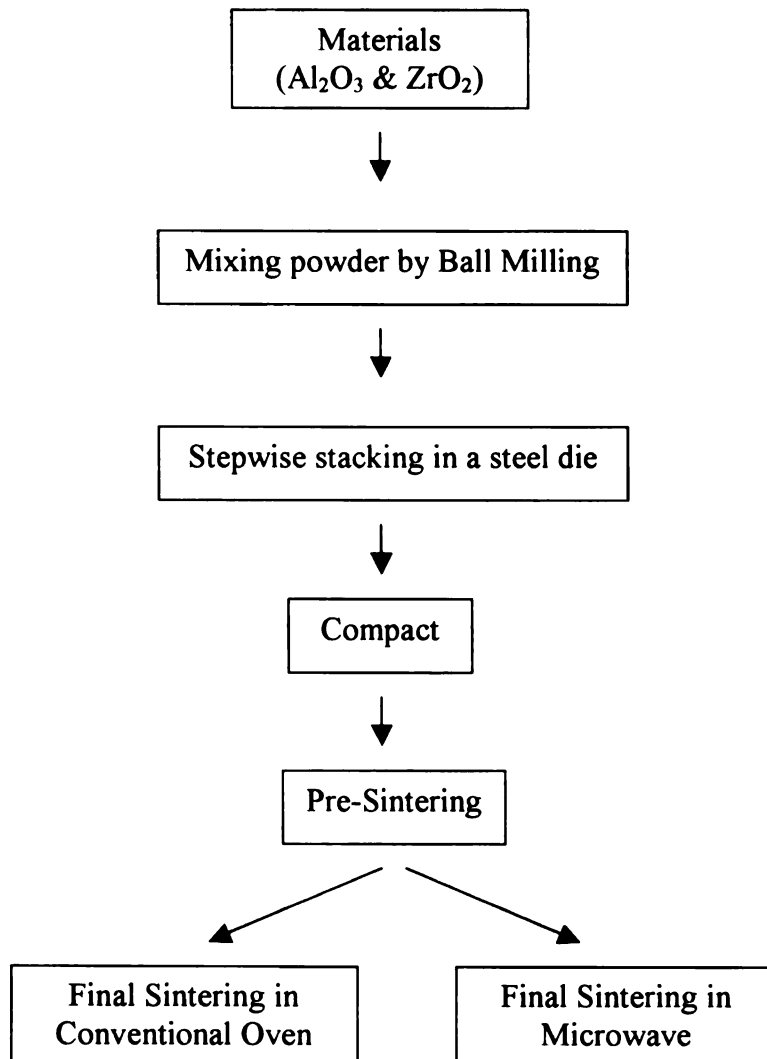 Materials
(Al₂O₃ & ZrO₂)
Mixing powder by Ball Milling
Stepwise stacking in a steel die
Compact
Pre-Sintering
Final Sintering in
Conventional Oven
Final Sintering in
Microwave